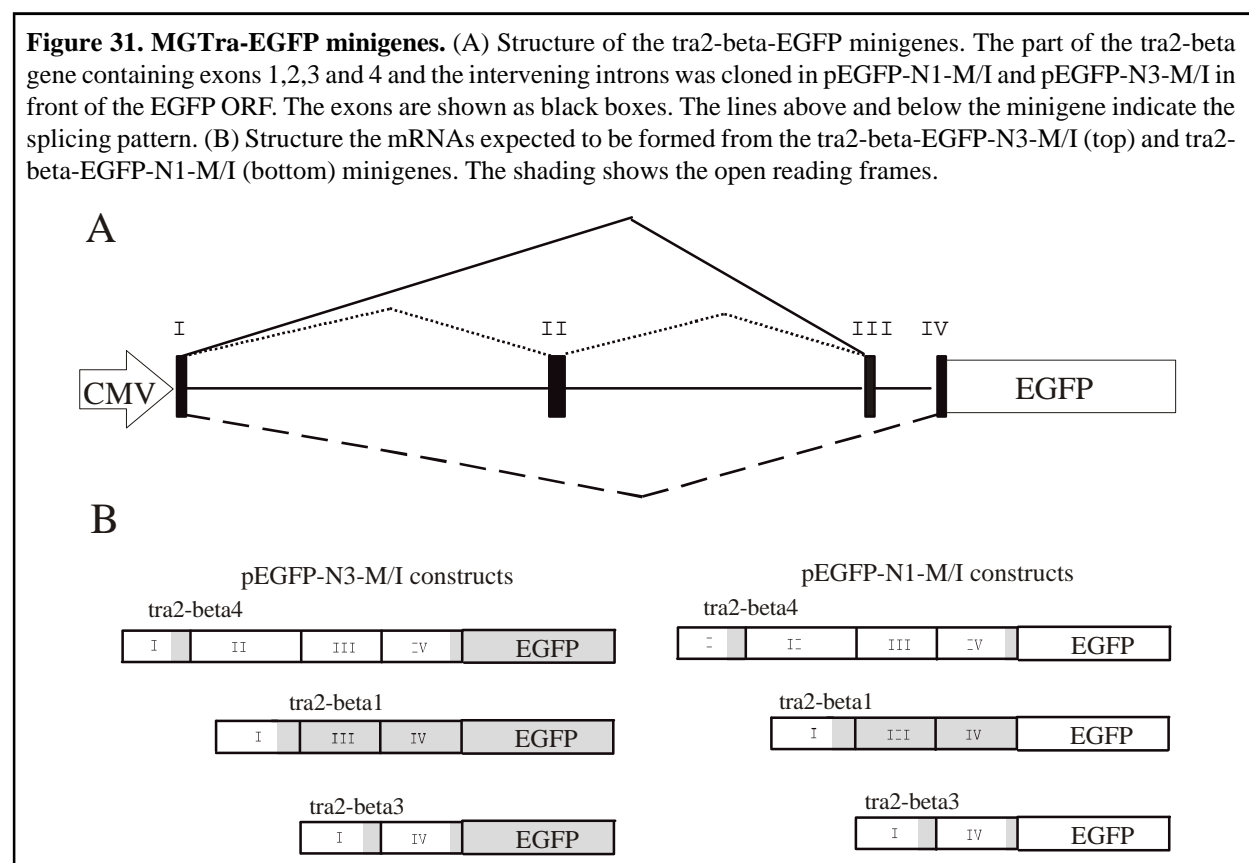 Figure 31. MGTra-EGFP minigenes. (A) Structure of the tra2-beta-EGFP minigenes. The part of the tra2-beta
gene containing exons 1,2,3 and 4 and the intervening introns was cloned in pEGFP-N1-M/I and pEGFP-N3-M/I in
front of the EGFP ORF. The exons are shown as black boxes. The lines above and below the minigene indicate the
splicing pattern. (B) Structure the mRNAs expected to be formed from the tra2-beta-EGFP-N3-M/I (top) and tra2-
beta-EGFP-N1-M/I (bottom) minigenes. The shading shows the open reading frames.
A
I II III IV
CMV EGFP
B
pEGFP-N3-M/I constructs
tra2-beta4
I II III IV EGFP
tra2-beta1
I III IV EGFP
tra2-beta3
I IV EGFP
pEGFP-N1-M/I constructs
tra2-beta4
I II III IV EGFP
tra2-beta1
I III IV EGFP
tra2-beta3
I IV EGFP